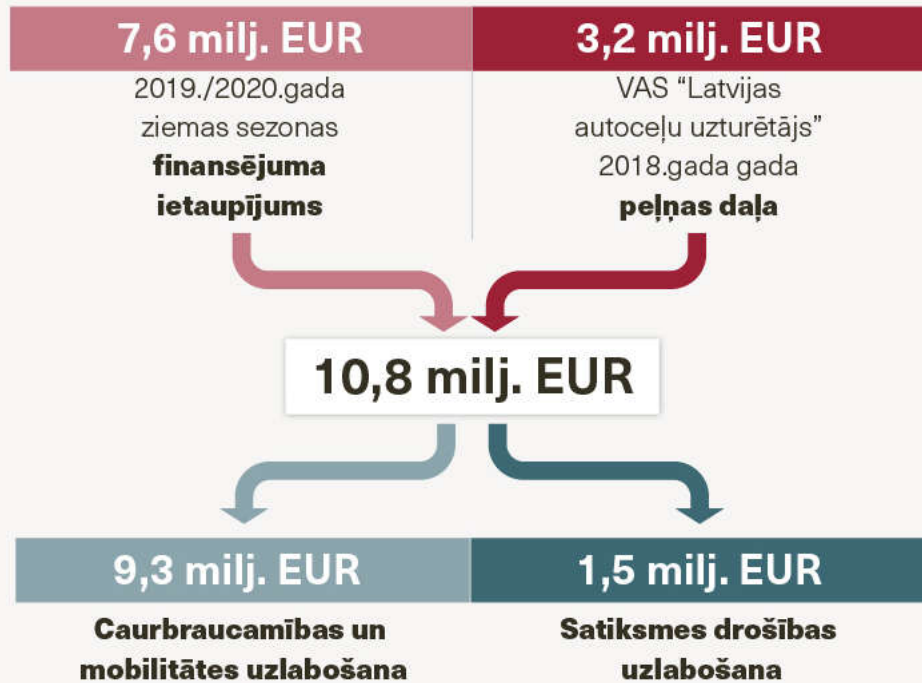 7,6 milj. EUR
2019./2020.gada
ziemas sezonas
finansējuma
ietaupījums
3,2 milj. EUR
VAS “Latvijas
autoceļu uzturētājs”
2018.gada gada
peļņas daļa
10,8 milj. EUR
9,3 milj. EUR
Caurbraucamības un
mobilitātes uzlabošana
1,5 milj. EUR
Satiksmes drošības
uzlabošana